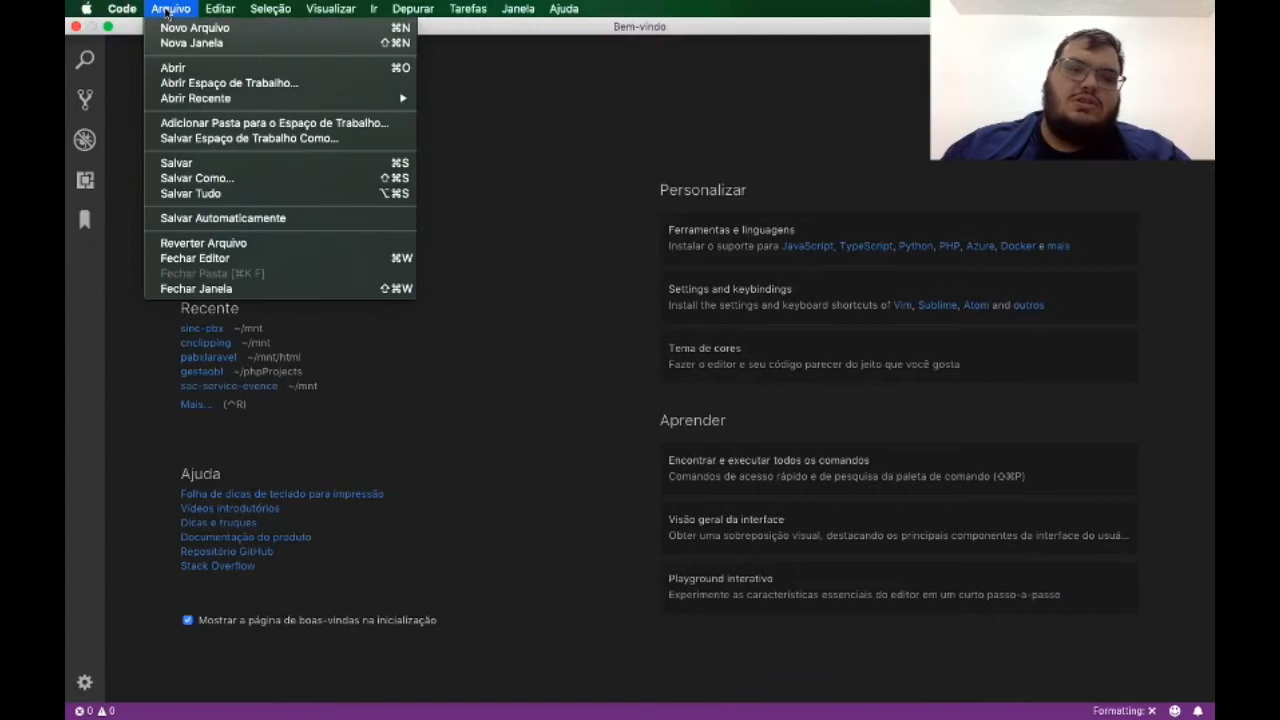 Code Arquivo Editar Seleção Visualizar Ir Depurar Tarefas Janela Ajuda
Bem-vindo
Novo Arquivo ⌘N
Nova Janela ⇧⌘N
Abrir ⌘O
Abrir Espaço de Trabalho...
Abrir Recente
Adicionar Pasta para o Espaço de Trabalho...
Salvar Espaço de Trabalho Como...
Salvar ⌘S
Salvar Como... ⇧⌘S
Salvar Tudo ⌥⌘S
Salvar Automaticamente
Reverter Arquivo
Fechar Editor ⌘W
Fechar Pasta [⌘K F]
Fechar Janela ⇧⌘W
Recente
sinc-pbx ~/mnt
cnclipping ~/mnt
pabxlaravel ~/mnt/html
gestaobl ~/phpProjects
sac-service-evence ~/mnt
Mais... (^R)
Ajuda
Folha de dicas de teclado para impressão
Vídeos introdutórios
Dicas e truques
Documentação do produto
Repositório GitHub
Stack Overflow
Mostrar a página de boas-vindas na inicialização
Personalizar
Ferramentas e linguagens
Instalar o suporte para JavaScript, TypeScript, Python, PHP, Azure, Docker e mais
Settings and keybindings
Install the settings and keyboard shortcuts of Vim, Sublime, Atom and outros
Tema de cores
Fazer o editor e seu código parecer do jeito que você gosta
Aprender
Encontrar e executar todos os comandos
Comandos de acesso rápido e de pesquisa da paleta de comando (⇧⌘P)
Visão geral da interface
Obter uma sobreposição visual, destacando os principais componentes da interface do usuá...
Playground interativo
Experimente as características essenciais do editor em um curto passo-a-passo
0 0 Formatting: ✕